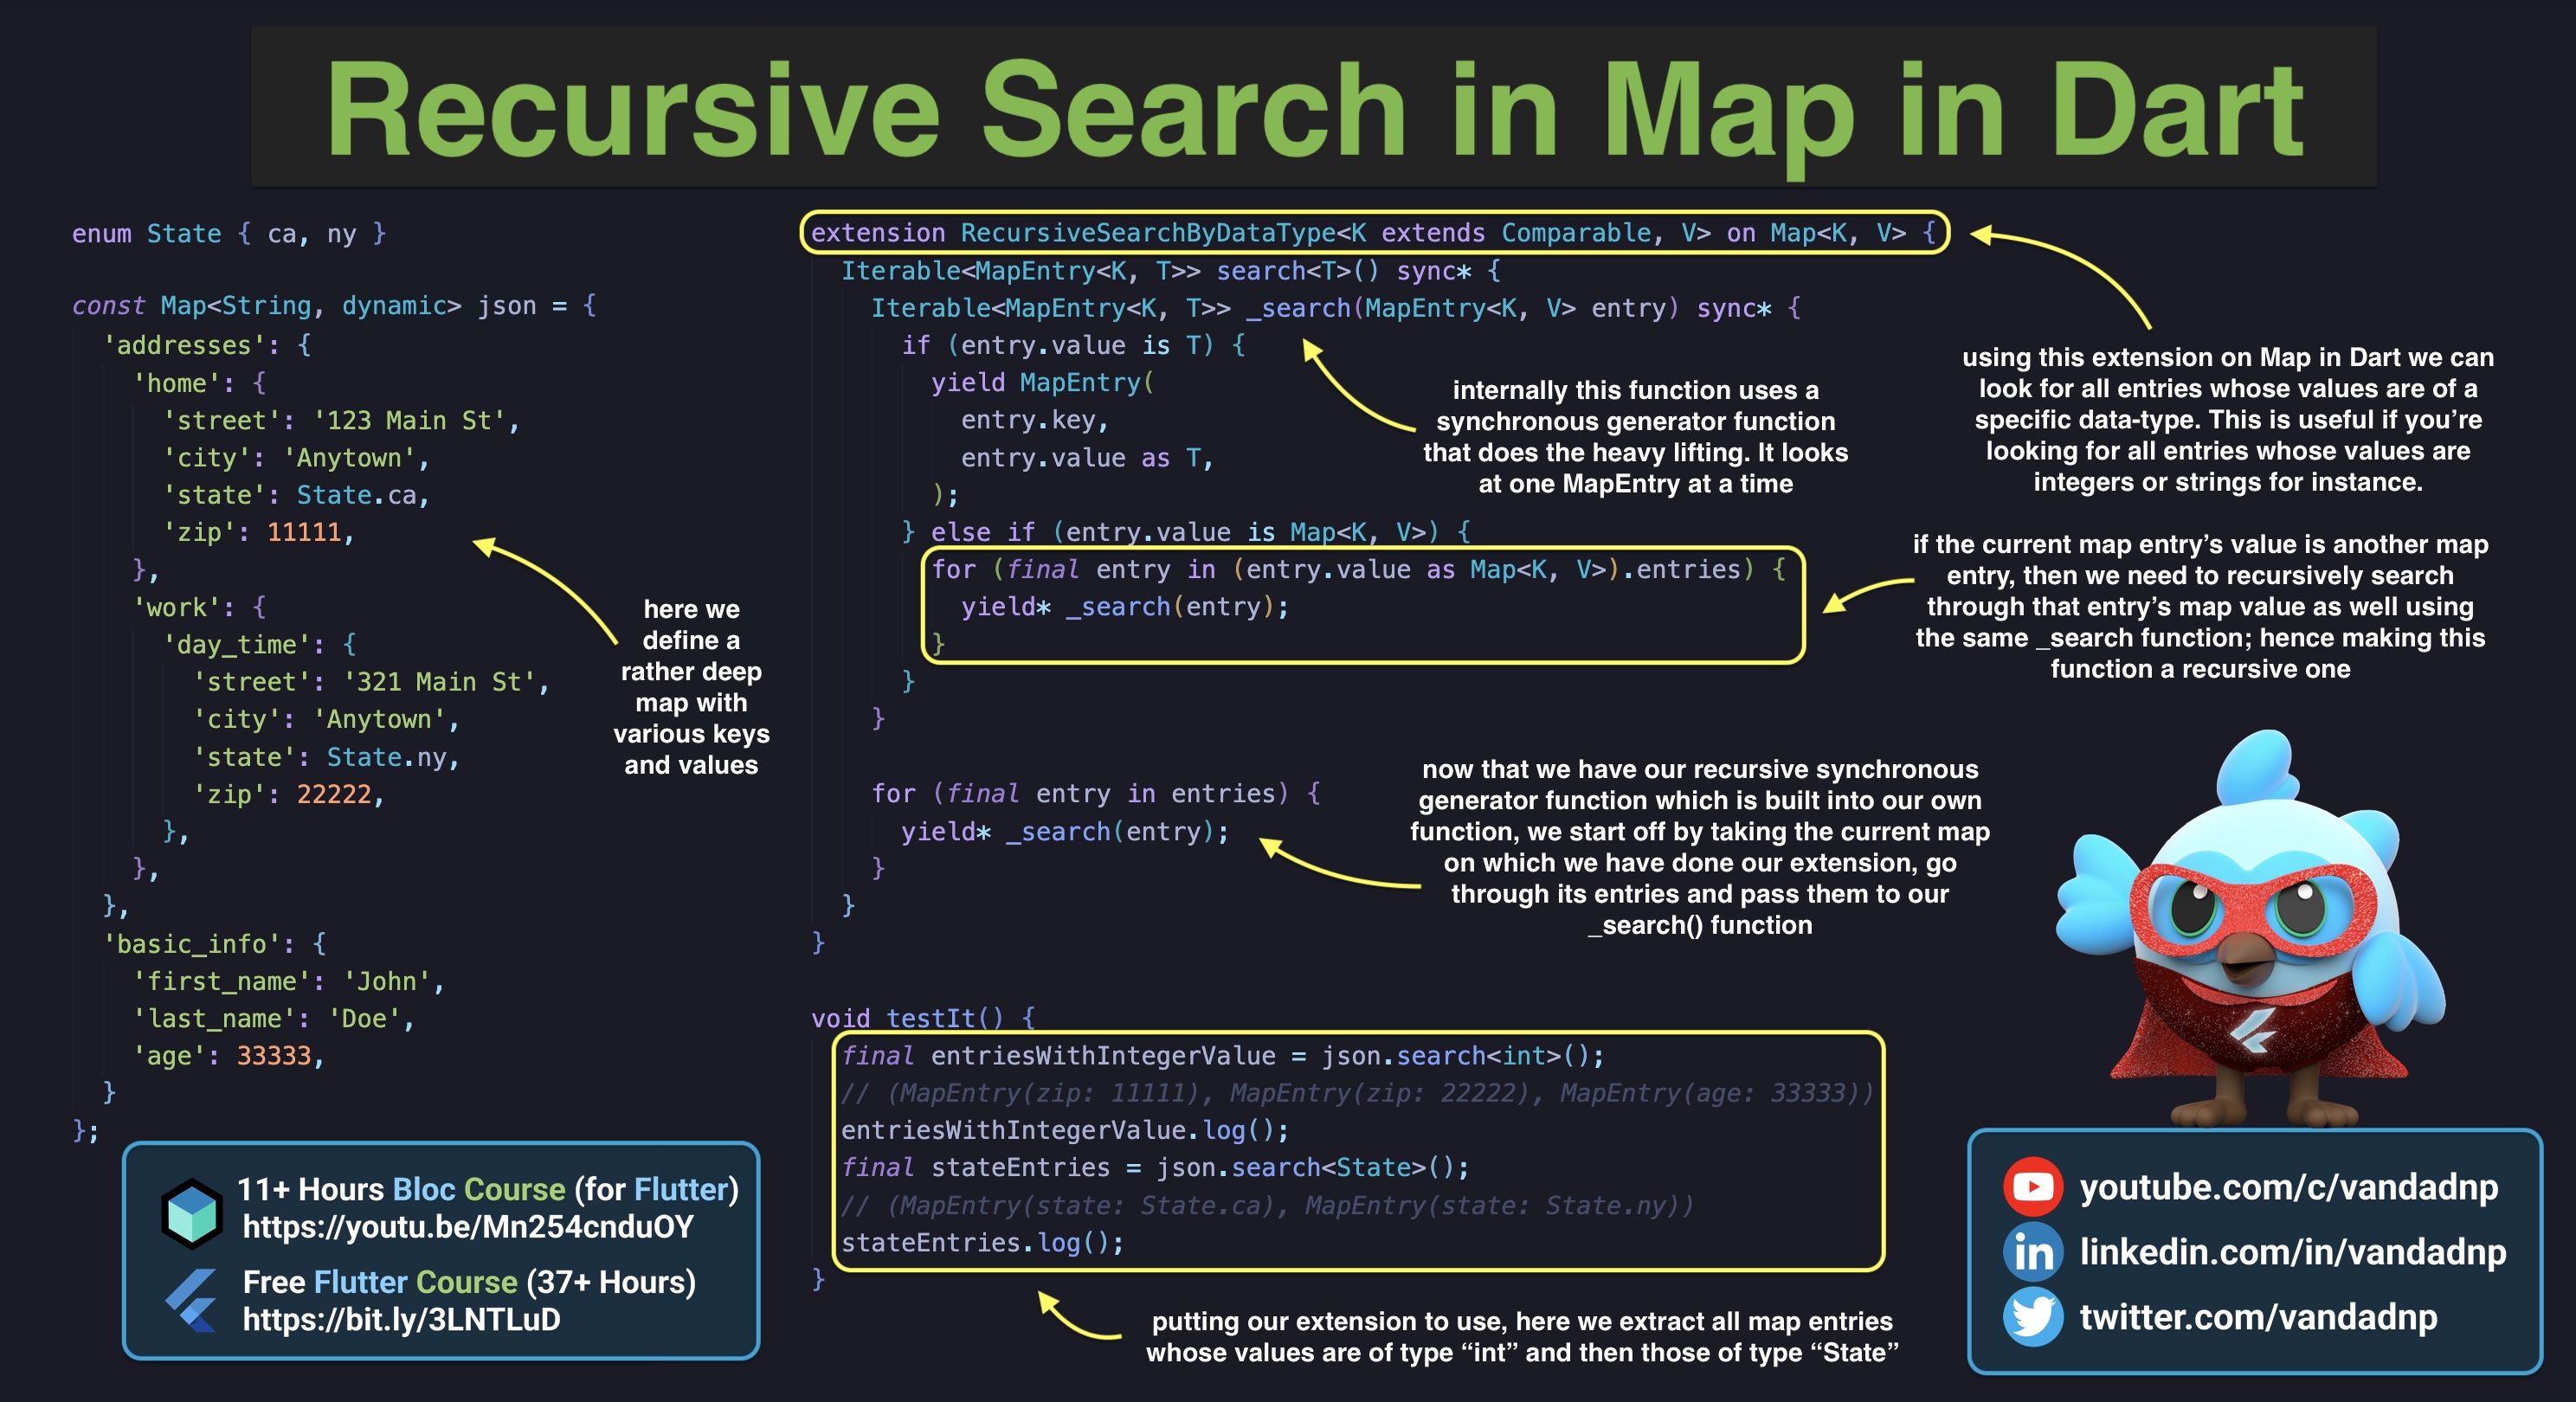 Recursive Search in Map in Dart
enum State { ca, ny }
const Map<String, dynamic> json = {
'addresses': {
'home': {
'street': '123 Main St',
'city': 'Anytown',
'state': State.ca,
'zip': 11111,
},
'work': {
'day_time': {
'street': '321 Main St',
'city': 'Anytown',
'state': State.ny,
'zip': 22222,
},
},
},
'basic_info': {
'first_name': 'John',
'last_name': 'Doe',
'age': 33333,
}
};
here we
define a
rather deep
map with
various keys
and values
extension RecursiveSearchByDataType<K extends Comparable, V> on Map<K, V> {
Iterable<MapEntry<K, T>> search<T>() sync* {
Iterable<MapEntry<K, T>> _search(MapEntry<K, V> entry) sync* {
if (entry.value is T) {
yield MapEntry(
entry.key,
entry.value as T,
);
} else if (entry.value is Map<K, V>) {
for (final entry in (entry.value as Map<K, V>).entries) {
yield* _search(entry);
}
}
}
for (final entry in entries) {
yield* _search(entry);
}
}
}
using this extension on Map in Dart we can
look for all entries whose values are of a
specific data-type. This is useful if you’re
looking for all entries whose values are
integers or strings for instance.
internally this function uses a
synchronous generator function
that does the heavy lifting. It looks
at one MapEntry at a time
if the current map entry’s value is another map
entry, then we need to recursively search
through that entry’s map value as well using
the same _search function; hence making this
function a recursive one
now that we have our recursive synchronous
generator function which is built into our own
function, we start off by taking the current map
on which we have done our extension, go
through its entries and pass them to our
_search() function
void testIt() {
final entriesWithIntegerValue = json.search<int>();
// (MapEntry(zip: 11111), MapEntry(zip: 22222), MapEntry(age: 33333))
entriesWithIntegerValue.log();
final stateEntries = json.search<State>();
// (MapEntry(state: State.ca), MapEntry(state: State.ny))
stateEntries.log();
}
putting our extension to use, here we extract all map entries
whose values are of type “int” and then those of type “State”
11+ Hours Bloc Course (for Flutter)
https://youtu.be/Mn254cnduOY
Free Flutter Course (37+ Hours)
https://bit.ly/3LNTLuD
youtube.com/c/vandadnp
in
linkedin.com/in/vandadnp
twitter.com/vandadnp